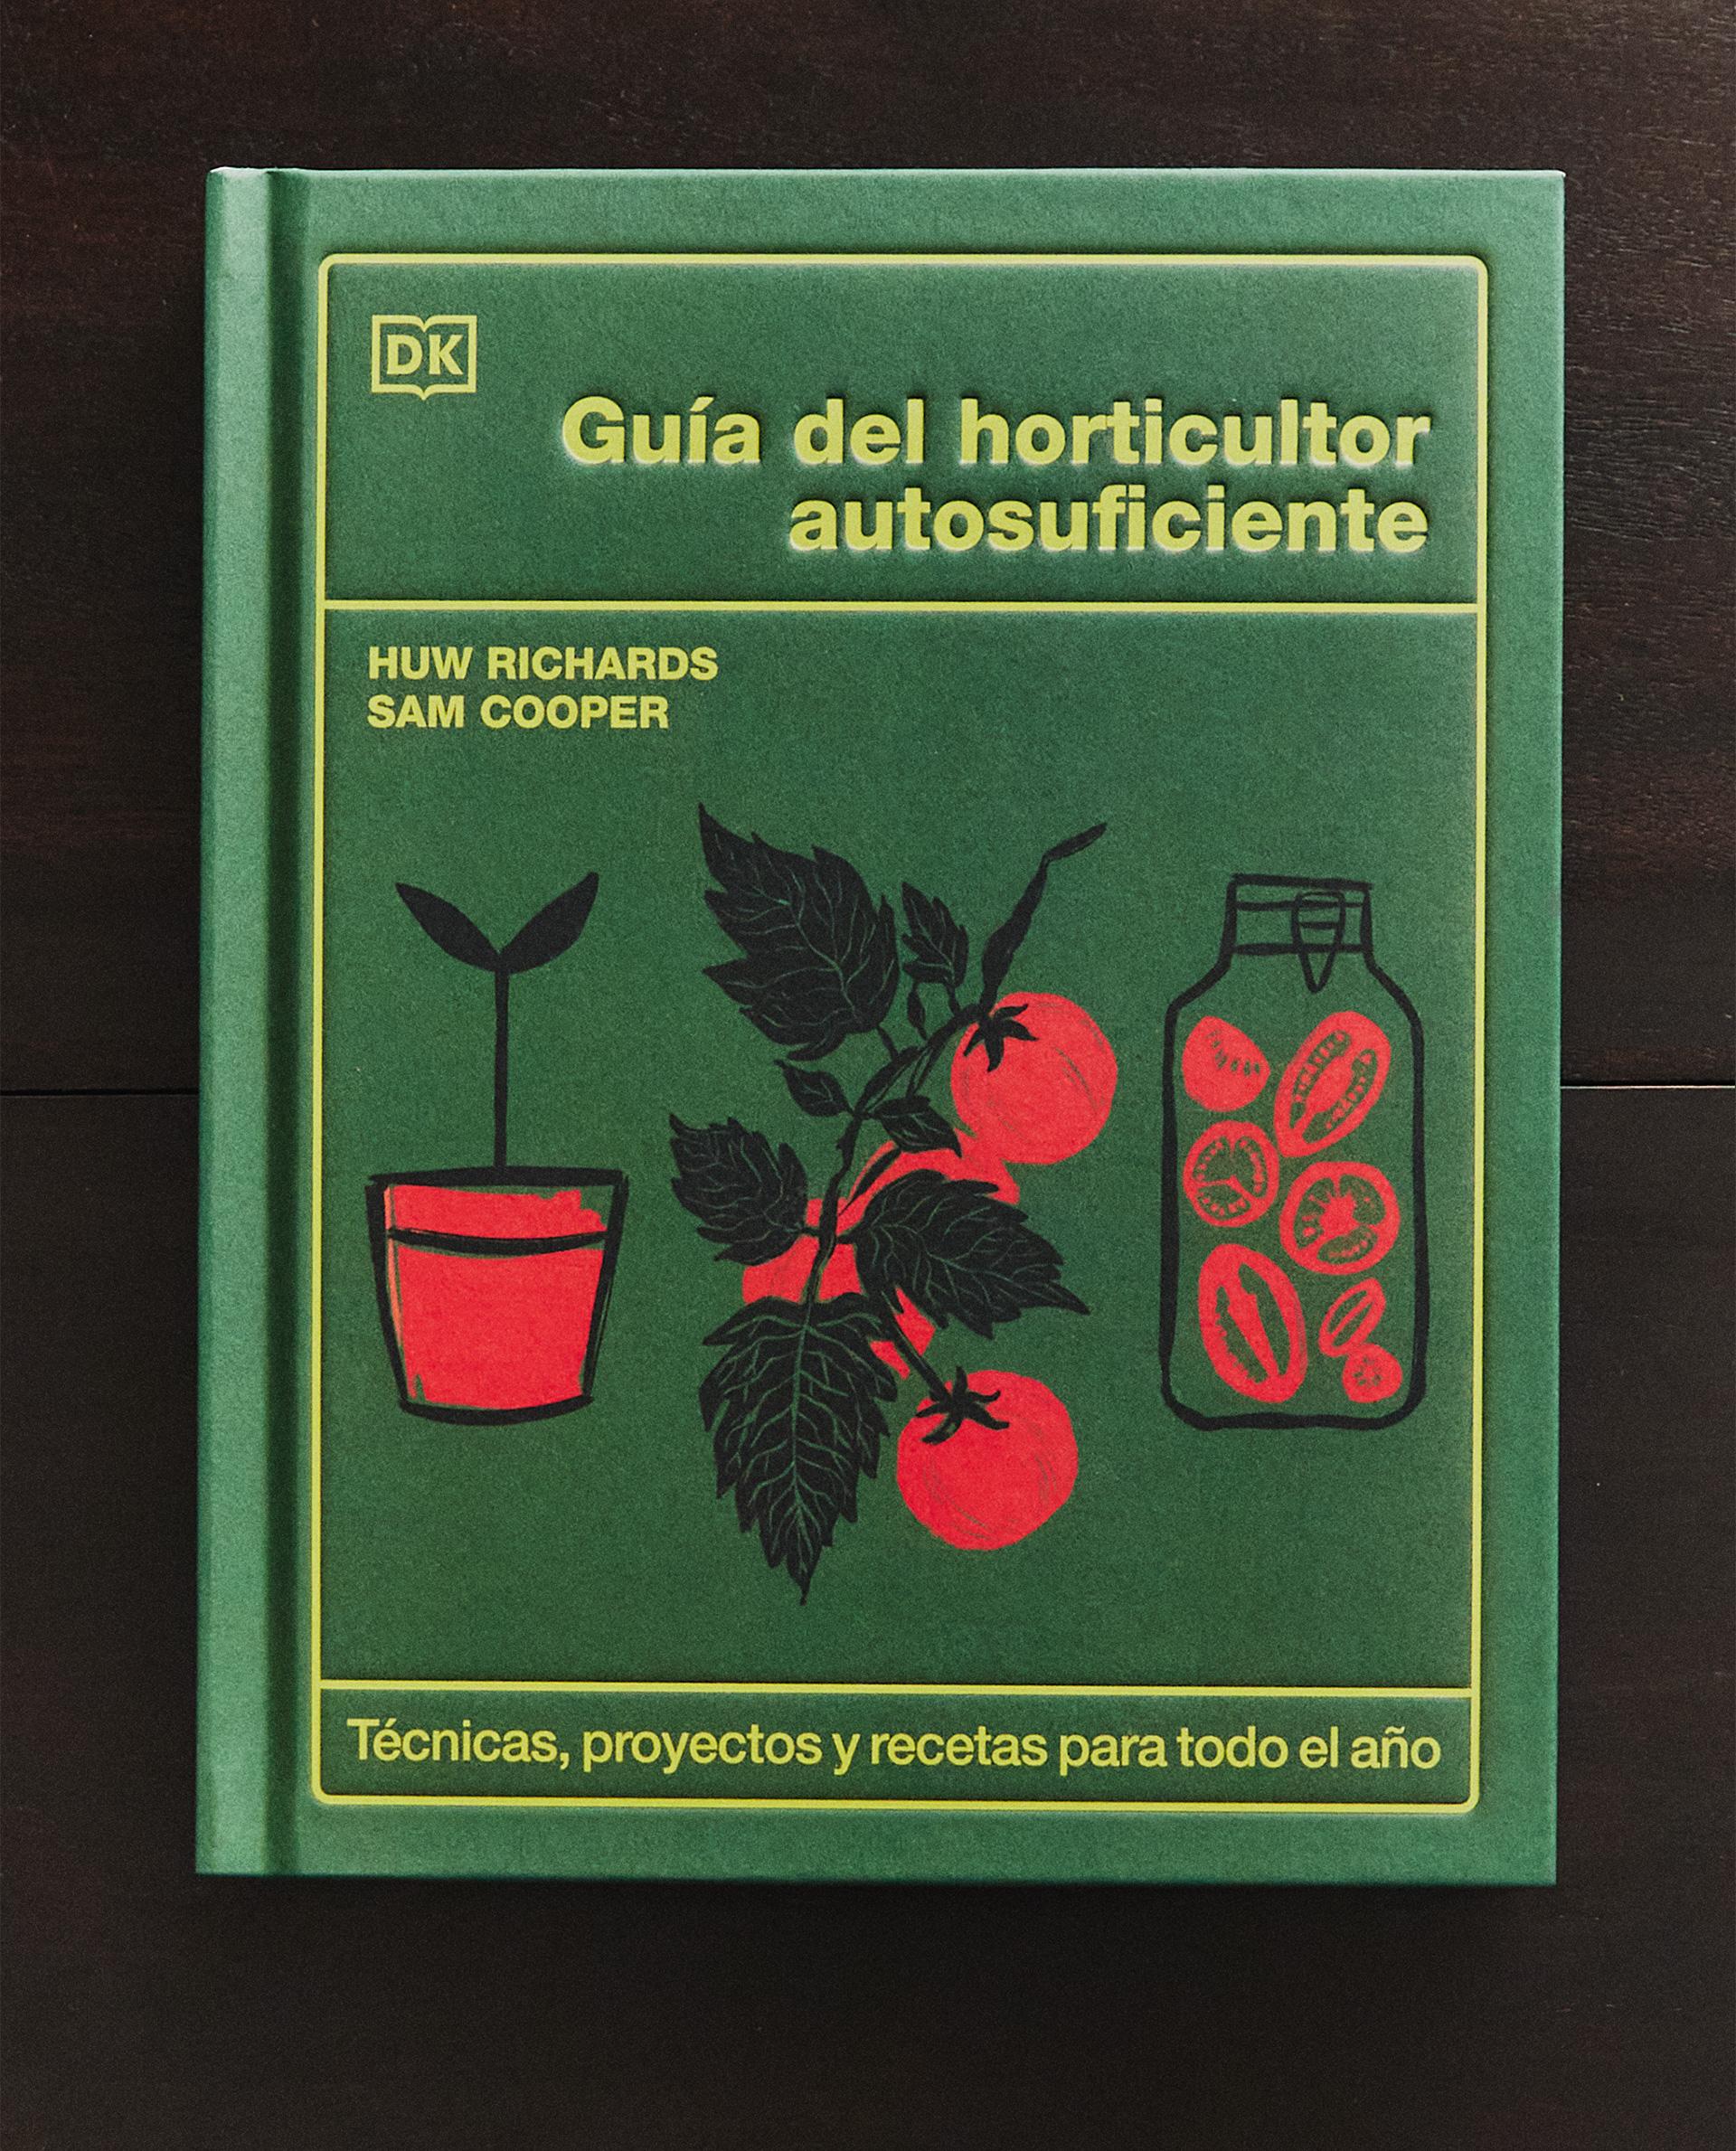 DK
Guía del horticultor
autosuficiente
HUW RICHARDS
SAM COOPER
Técnicas, proyectos y recetas para todo el año